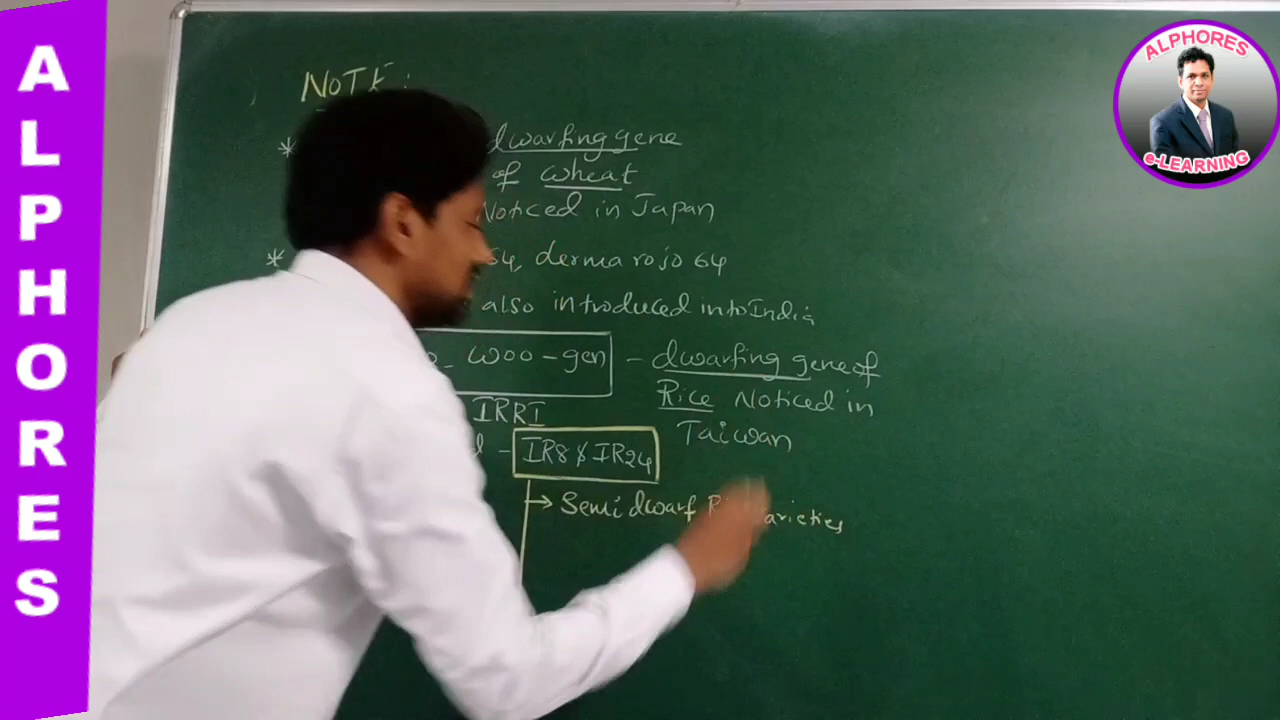 ALPHORES
ALPHORES
e-LEARNING
NOTE:
* dwarfing gene
of wheat
Noticed in Japan
* 64, derma rojo 64
also introduced into India
woo-gen - dwarfing gene of
Rice Noticed in
Taiwan
IRRI
- IR8 & IR24
→ Semi dwarf